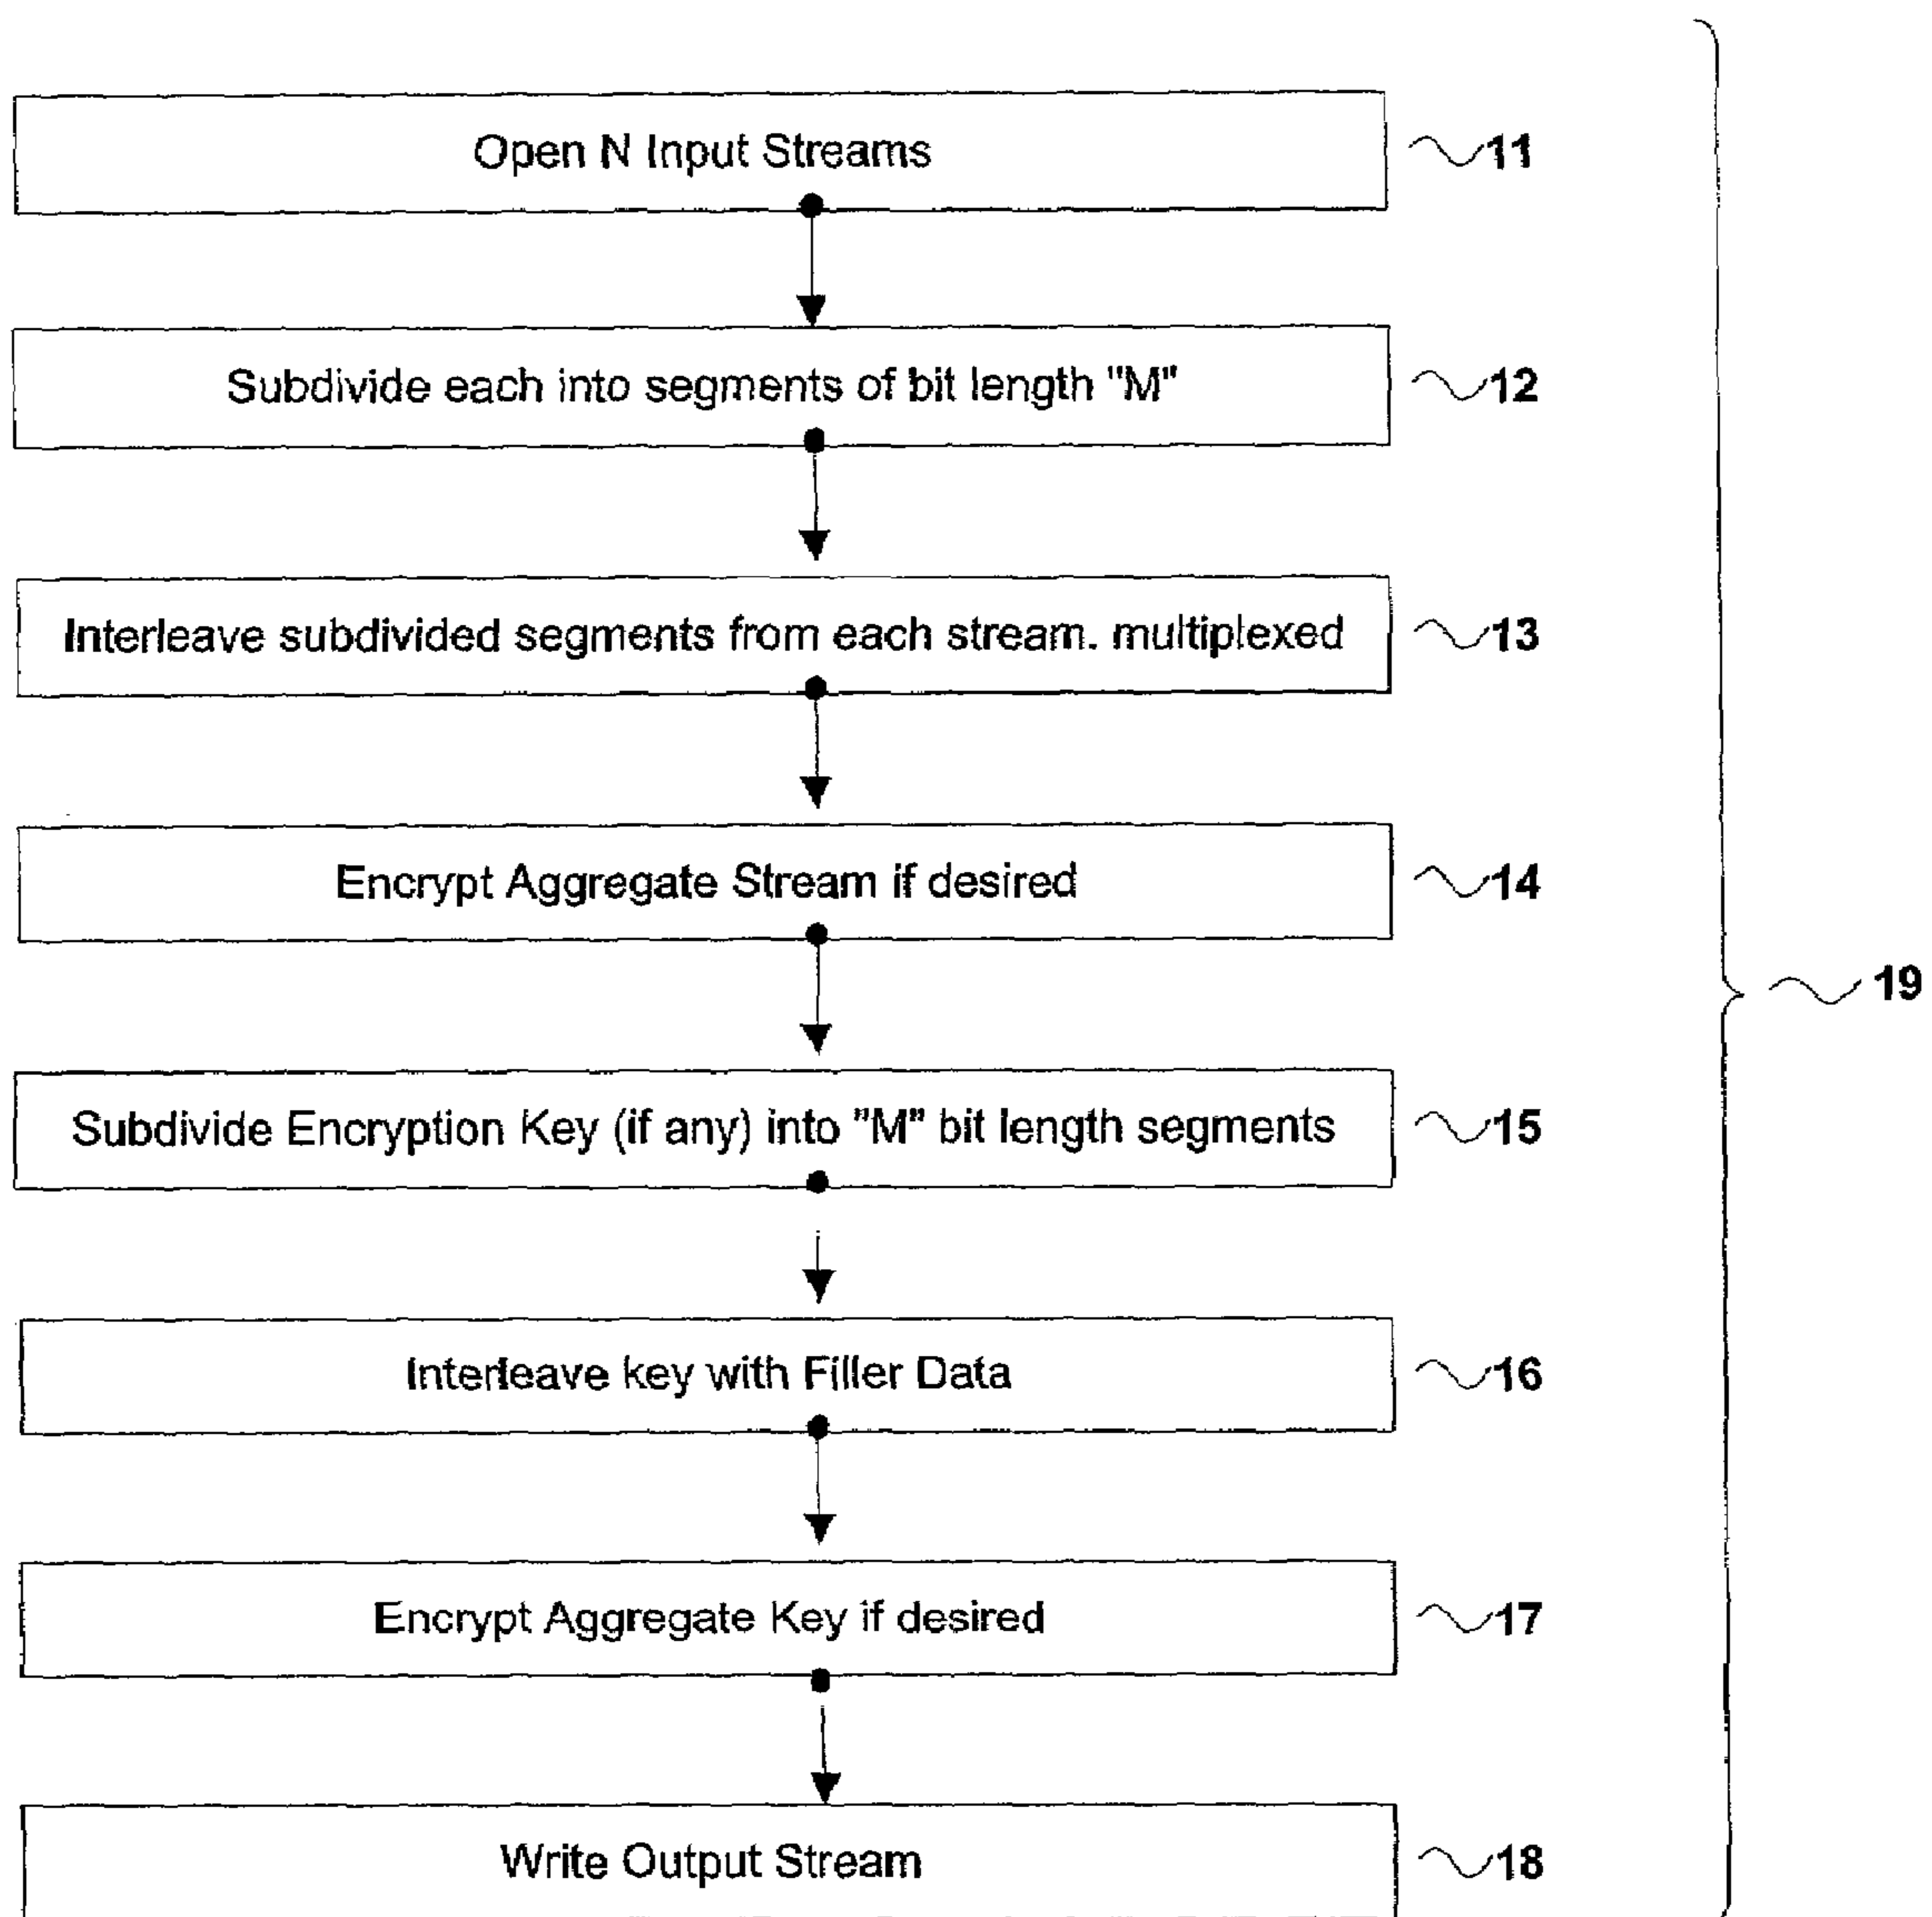 Open N Input Streams
11
Subdivide each into segments of bit length "M"
12
Interleave subdivided segments from each stream. multiplexed
13
Encrypt Aggregate Stream if desired
14
Subdivide Encryption Key (if any) into "M" bit length segments
15
19
Interleave key with Filler Data
16
Encrypt Aggregate Key if desired
17
Write Output Stream
18